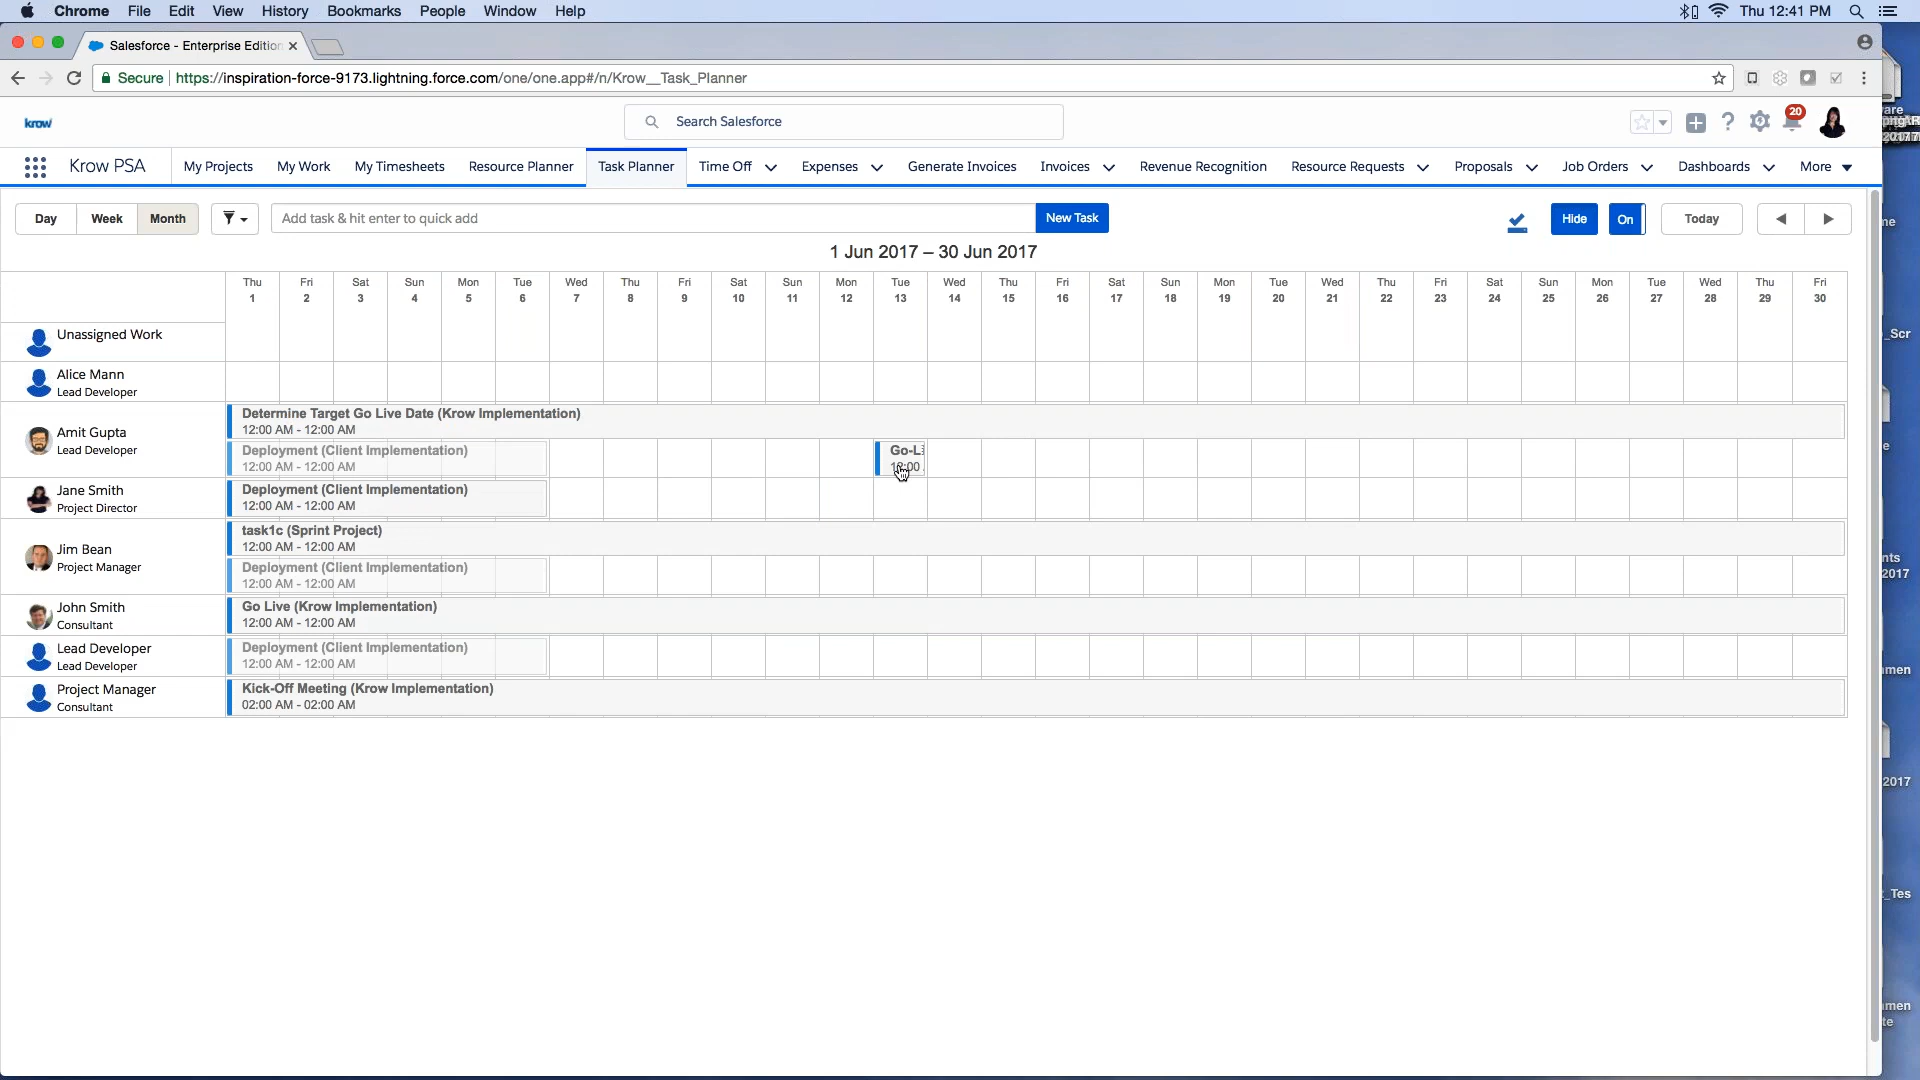 Chrome File Edit View History Bookmarks People Window Help Thu 12:41 PM
Salesforce - Enterprise Edition
Secure https://inspiration-force-9173.lightning.force.com/one/one.app#/n/Krow__Task_Planner
krow Search Salesforce 20
Krow PSA My Projects My Work My Timesheets Resource Planner Task Planner Time Off Expenses Generate Invoices Invoices Revenue Recognition Resource Requests Proposals Job Orders Dashboards More
Day Week Month Add task & hit enter to quick add New Task Hide On Today
1 Jun 2017 – 30 Jun 2017
Thu Fri Sat Sun Mon Tue Wed Thu Fri Sat Sun Mon Tue Wed Thu Fri Sat Sun Mon Tue Wed Thu Fri Sat Sun Mon Tue Wed Thu Fri
1 2 3 4 5 6 7 8 9 10 11 12 13 14 15 16 17 18 19 20 21 22 23 24 25 26 27 28 29 30
Unassigned Work
Alice Mann
Lead Developer
Amit Gupta
Lead Developer
Determine Target Go Live Date (Krow Implementation)
12:00 AM - 12:00 AM
Deployment (Client Implementation)
12:00 AM - 12:00 AM
Go-Li
12:00
Jane Smith
Project Director
Deployment (Client Implementation)
12:00 AM - 12:00 AM
Jim Bean
Project Manager
task1c (Sprint Project)
12:00 AM - 12:00 AM
Deployment (Client Implementation)
12:00 AM - 12:00 AM
John Smith
Consultant
Go Live (Krow Implementation)
12:00 AM - 12:00 AM
Lead Developer
Lead Developer
Deployment (Client Implementation)
12:00 AM - 12:00 AM
Project Manager
Consultant
Kick-Off Meeting (Krow Implementation)
02:00 AM - 02:00 AM